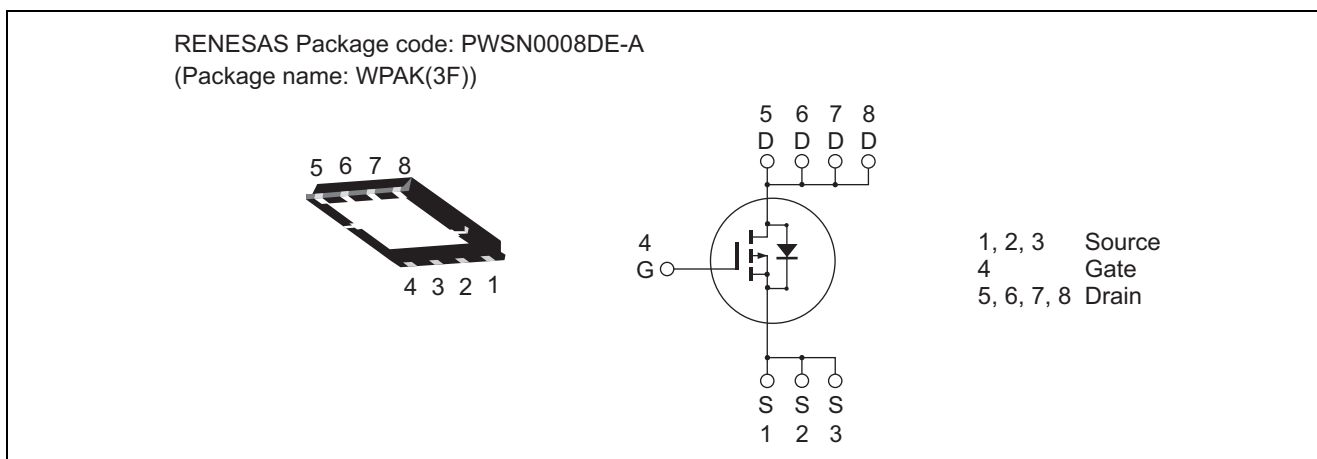 RENESAS Package code: PWSN0008DE-A
(Package name: WPAK(3F))
5 6 7 8
4 3 2 1
5 6 7 8
D D D D
4
G
S S S
1 2 3
1, 2, 3 Source
4 Gate
5, 6, 7, 8 Drain